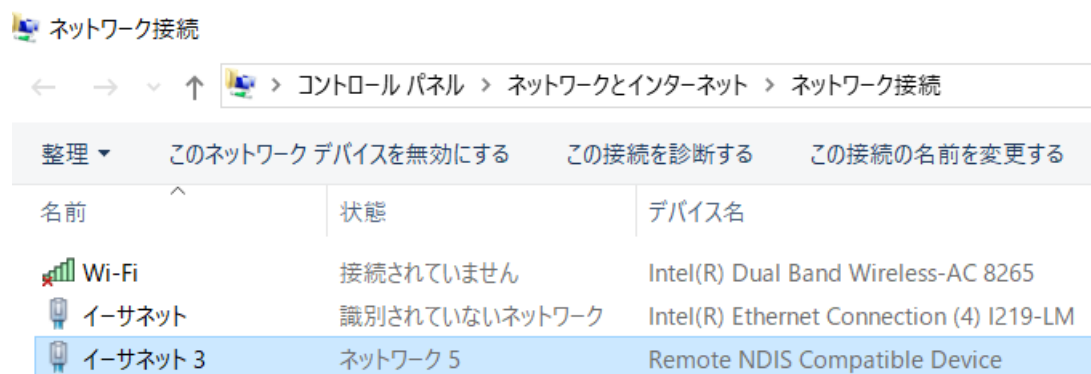 ネットワーク接続
コントロール パネル > ネットワークとインターネット > ネットワーク接続
整理 このネットワーク デバイスを無効にする この接続を診断する この接続の名前を変更する
名前 状態 デバイス名
Wi-Fi 接続されていません Intel(R) Dual Band Wireless-AC 8265
イーサネット 識別されていないネットワーク Intel(R) Ethernet Connection (4) I219-LM
イーサネット 3 ネットワーク 5 Remote NDIS Compatible Device